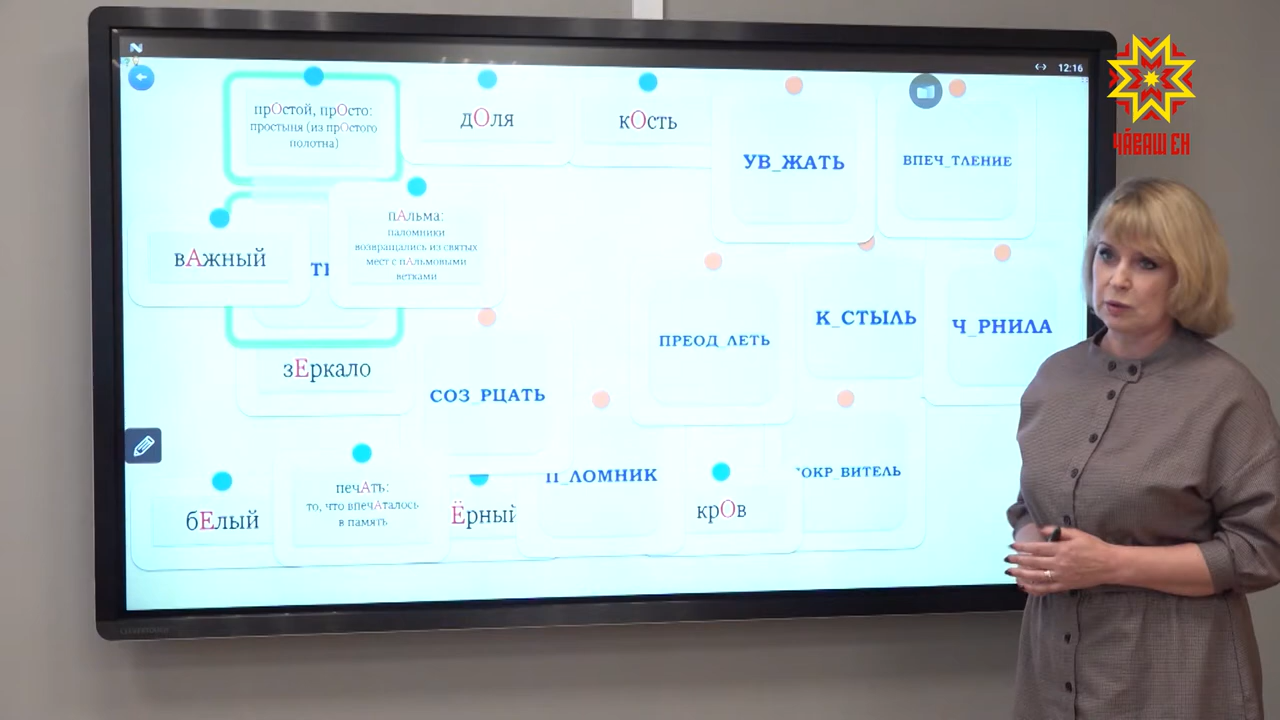 12:16
ЧӐВАШ ЕН
прОстой, прОсто:
простыня (из прОстого
полотна)
дОля
кОсть
УВ_ЖАТЬ
ВПЕЧ_ТЛЕНИЕ
вАжный
пАльма:
паломники
возвращались из святых
мест с пАльмовыми
ветками
ПРЕОД_ЛЕТЬ
К_СТЫЛЬ
Ч_РНИЛА
зЕркало
СОЗ_РЦАТЬ
П_ЛОМНИК
ОКР_ВИТЕЛЬ
бЕлый
печАть:
то, что впечАталось
в память
Ёрный
крОв